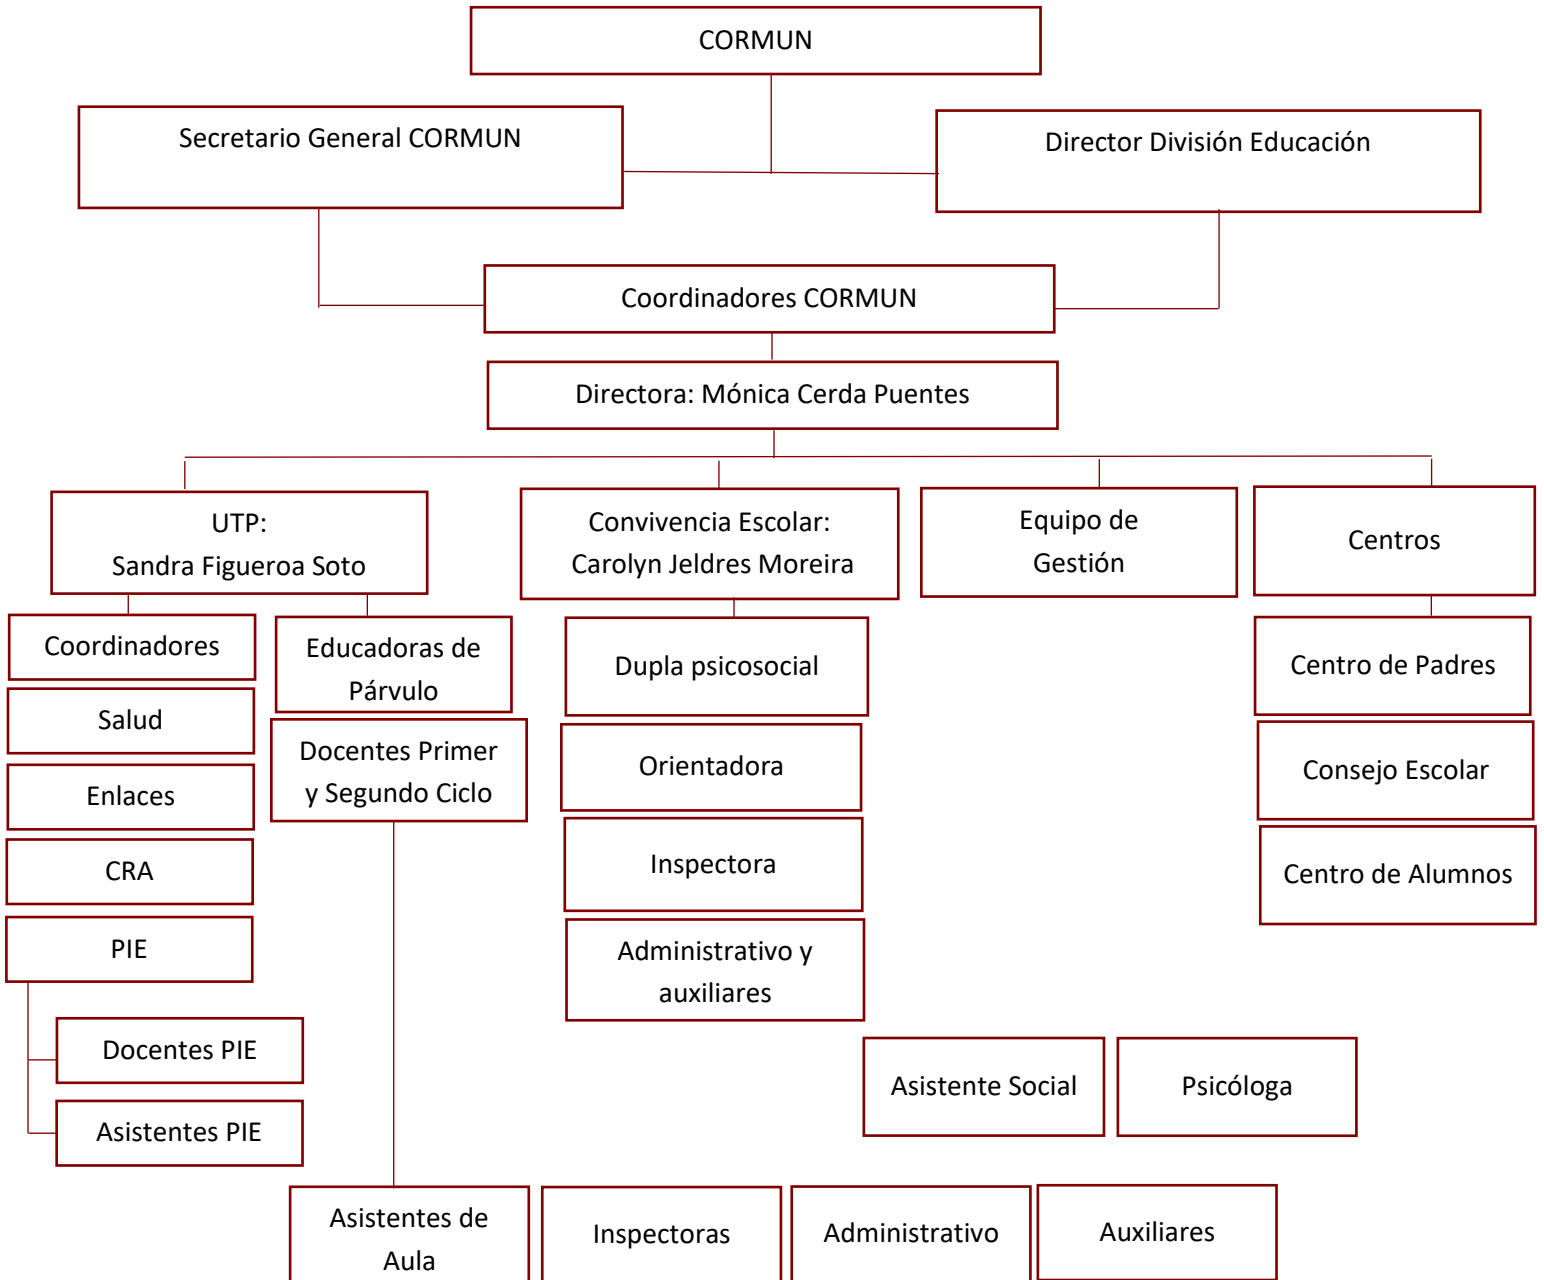 CORMUN
Secretario General CORMUN
Director División Educación
Coordinadores CORMUN
Directora: Mónica Cerda Puentes
UTP:
Sandra Figueroa Soto
Convivencia Escolar:
Carolyn Jeldres Moreira
Equipo de
Gestión
Centros
Coordinadores
Salud
Enlaces
CRA
PIE
Docentes PIE
Asistentes PIE
Educadoras de
Párvulo
Docentes Primer
y Segundo Ciclo
Dupla psicosocial
Orientadora
Inspectora
Administrativo y
auxiliares
Centro de Padres
Consejo Escolar
Centro de Alumnos
Asistente Social
Psicóloga
Asistentes de
Aula
Inspectoras
Administrativo
Auxiliares